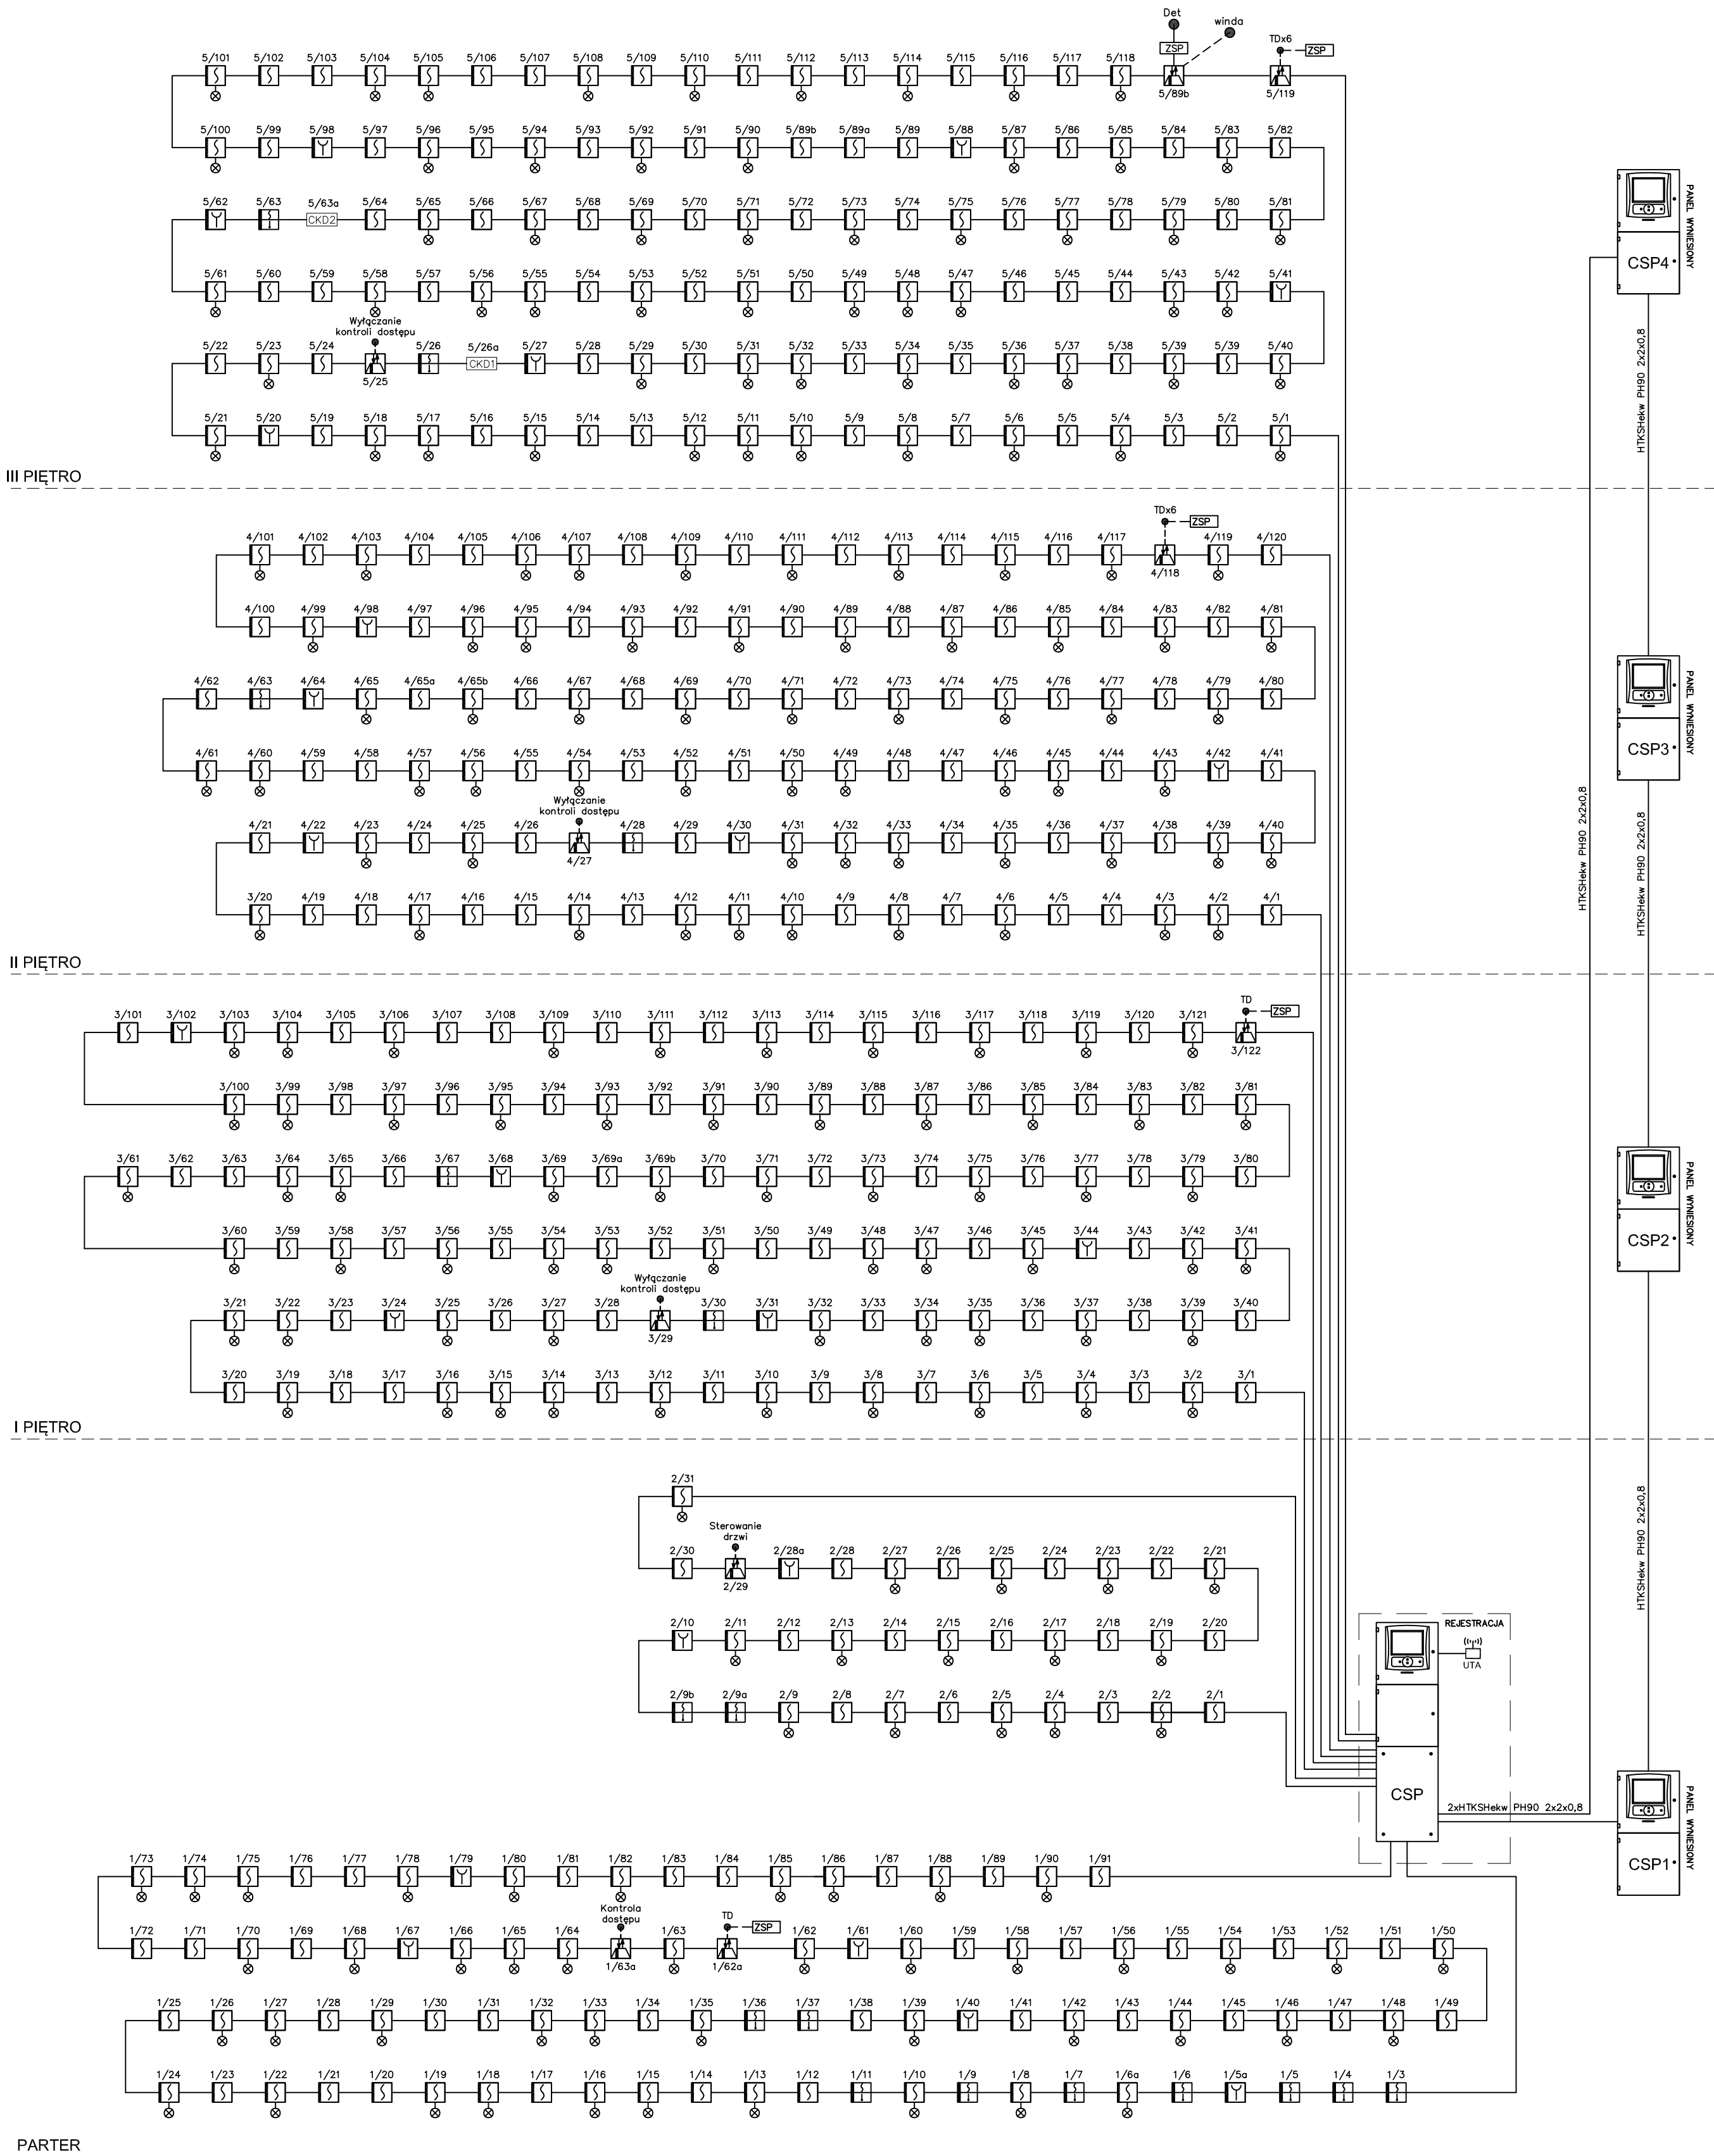 Det
winda
ZSP
TDx6
ZSP
5/101 5/102 5/103 5/104 5/105 5/106 5/107 5/108 5/109 5/110 5/111 5/112 5/113 5/114 5/115 5/116 5/117 5/118
5/89b 5/119
5/100 5/99 5/98 5/97 5/96 5/95 5/94 5/93 5/92 5/91 5/90 5/89b 5/89a 5/89 5/88 5/87 5/86 5/85 5/84 5/83 5/82
5/62 5/63 5/63a 5/64 5/65 5/66 5/67 5/68 5/69 5/70 5/71 5/72 5/73 5/74 5/75 5/76 5/77 5/78 5/79 5/80 5/81
CKD2
5/61 5/60 5/59 5/58 5/57 5/56 5/55 5/54 5/53 5/52 5/51 5/50 5/49 5/48 5/47 5/46 5/45 5/44 5/43 5/42 5/41
Wyłączanie
kontroli dostępu
5/22 5/23 5/24 5/26 5/26a 5/27 5/28 5/29 5/30 5/31 5/32 5/33 5/34 5/35 5/36 5/37 5/38 5/39 5/39 5/40
CKD1
5/25
5/21 5/20 5/19 5/18 5/17 5/16 5/15 5/14 5/13 5/12 5/11 5/10 5/9 5/8 5/7 5/6 5/5 5/4 5/3 5/2 5/1
III PIĘTRO
TDx6
ZSP
4/101 4/102 4/103 4/104 4/105 4/106 4/107 4/108 4/109 4/110 4/111 4/112 4/113 4/114 4/115 4/116 4/117 4/119 4/120
4/118
4/100 4/99 4/98 4/97 4/96 4/95 4/94 4/93 4/92 4/91 4/90 4/89 4/88 4/87 4/86 4/85 4/84 4/83 4/82 4/81
4/62 4/63 4/64 4/65 4/65a 4/65b 4/66 4/67 4/68 4/69 4/70 4/71 4/72 4/73 4/74 4/75 4/76 4/77 4/78 4/79 4/80
4/61 4/60 4/59 4/58 4/57 4/56 4/55 4/54 4/53 4/52 4/51 4/50 4/49 4/48 4/47 4/46 4/45 4/44 4/43 4/42 4/41
Wyłączanie
kontroli dostępu
4/21 4/22 4/23 4/24 4/25 4/26 4/28 4/29 4/30 4/31 4/32 4/33 4/34 4/35 4/36 4/37 4/38 4/39 4/40
4/27
3/20 4/19 4/18 4/17 4/16 4/15 4/14 4/13 4/12 4/11 4/10 4/9 4/8 4/7 4/6 4/5 4/4 4/3 4/2 4/1
II PIĘTRO
TD
ZSP
3/101 3/102 3/103 3/104 3/105 3/106 3/107 3/108 3/109 3/110 3/111 3/112 3/113 3/114 3/115 3/116 3/117 3/118 3/119 3/120 3/121
3/122
3/100 3/99 3/98 3/97 3/96 3/95 3/94 3/93 3/92 3/91 3/90 3/89 3/88 3/87 3/86 3/85 3/84 3/83 3/82 3/81
3/61 3/62 3/63 3/64 3/65 3/66 3/67 3/68 3/69 3/69a 3/69b 3/70 3/71 3/72 3/73 3/74 3/75 3/76 3/77 3/78 3/79 3/80
3/60 3/59 3/58 3/57 3/56 3/55 3/54 3/53 3/52 3/51 3/50 3/49 3/48 3/47 3/46 3/45 3/44 3/43 3/42 3/41
Wyłączanie
kontroli dostępu
3/21 3/22 3/23 3/24 3/25 3/26 3/27 3/28 3/30 3/31 3/32 3/33 3/34 3/35 3/36 3/37 3/38 3/39 3/40
3/29
3/20 3/19 3/18 3/17 3/16 3/15 3/14 3/13 3/12 3/11 3/10 3/9 3/8 3/7 3/6 3/5 3/4 3/3 3/2 3/1
I PIĘTRO
2/31
Sterowanie
drzwi
2/30 2/28a 2/28 2/27 2/26 2/25 2/24 2/23 2/22 2/21
2/29
2/10 2/11 2/12 2/13 2/14 2/15 2/16 2/17 2/18 2/19 2/20
2/9b 2/9a 2/9 2/8 2/7 2/6 2/5 2/4 2/3 2/2 2/1
1/73 1/74 1/75 1/76 1/77 1/78 1/79 1/80 1/81 1/82 1/83 1/84 1/85 1/86 1/87 1/88 1/89 1/90 1/91
Kontrola
dostępu
TD
ZSP
1/72 1/71 1/70 1/69 1/68 1/67 1/66 1/65 1/64 1/63 1/62 1/61 1/60 1/59 1/58 1/57 1/56 1/55 1/54 1/53 1/52 1/51 1/50
1/63a 1/62a
1/25 1/26 1/27 1/28 1/29 1/30 1/31 1/32 1/33 1/34 1/35 1/36 1/37 1/38 1/39 1/40 1/41 1/42 1/43 1/44 1/45 1/46 1/47 1/48 1/49
1/24 1/23 1/22 1/21 1/20 1/19 1/18 1/17 1/16 1/15 1/14 1/13 1/12 1/11 1/10 1/9 1/8 1/7 1/6a 1/6 1/5a 1/5 1/4 1/3
PARTER
REJESTRACJA
UTA
CSP
2xHTKSHekw PH90 2x2x0,8
HTKSHekw PH90 2x2x0,8
PANEL WYNIESIONY
CSP4
HTKSHekw PH90 2x2x0,8
PANEL WYNIESIONY
CSP3
HTKSHekw PH90 2x2x0,8
PANEL WYNIESIONY
CSP2
HTKSHekw PH90 2x2x0,8
PANEL WYNIESIONY
CSP1